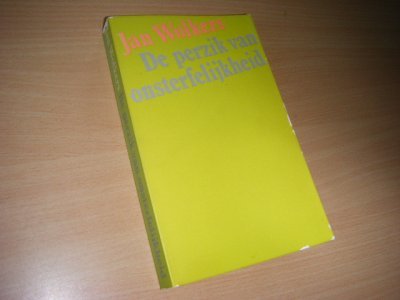 Jan Wolkers
De perzik van
onsterfelijkheid